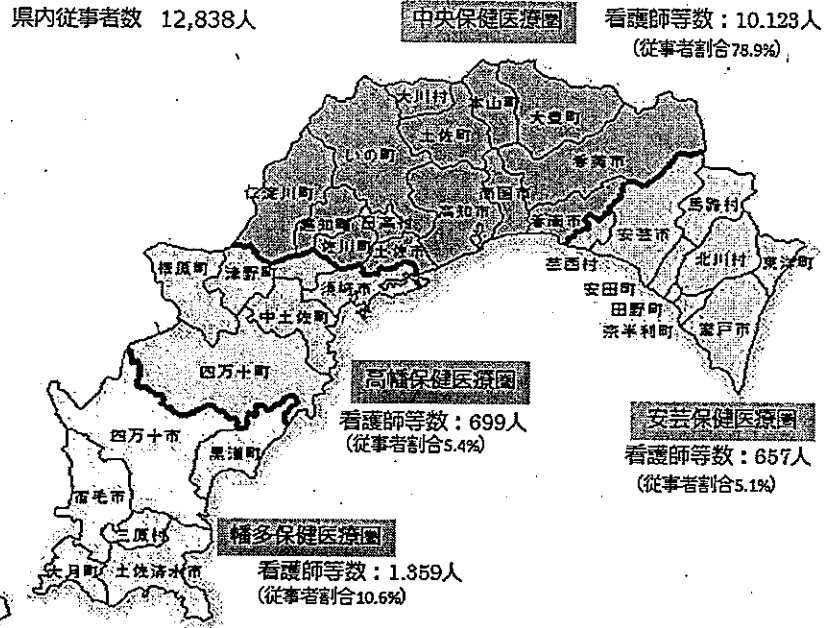 県内従事者数 12,838人
中央保健医療圏
看護師等数：10.123人
(従事者割合78.9%)
大川村
本山町
大豊町
土佐町
いの町
香美市
仁淀川町
高知市
南国市
香南市
越知町
日高村
佐川町
土佐市
馬路村
安芸市
北川村
東洋町
芸西村
安田町
田野町
奈半利町
室戸市
梼原町
津野町
須崎市
中土佐町
四万十町
高幡保健医療圏
看護師等数：699人
(従事者割合5.4%)
安芸保健医療圏
看護師等数：657人
(従事者割合5.1%)
四万十市
黒潮町
宿毛市
三原村
大月町
土佐清水市
幡多保健医療圏
看護師等数：1.359人
(従事者割合10.6%)